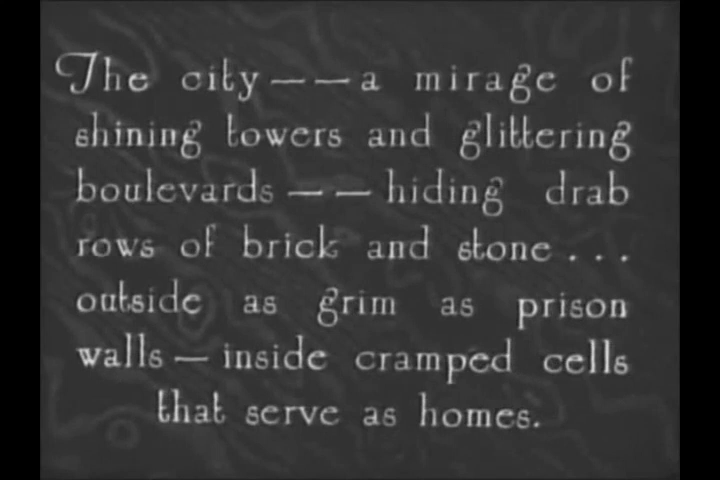 The city -- a mirage of
shining towers and glittering
boulevards -- hiding drab
rows of brick and stone...
outside as grim as prison
walls - inside cramped cells
that serve as homes.